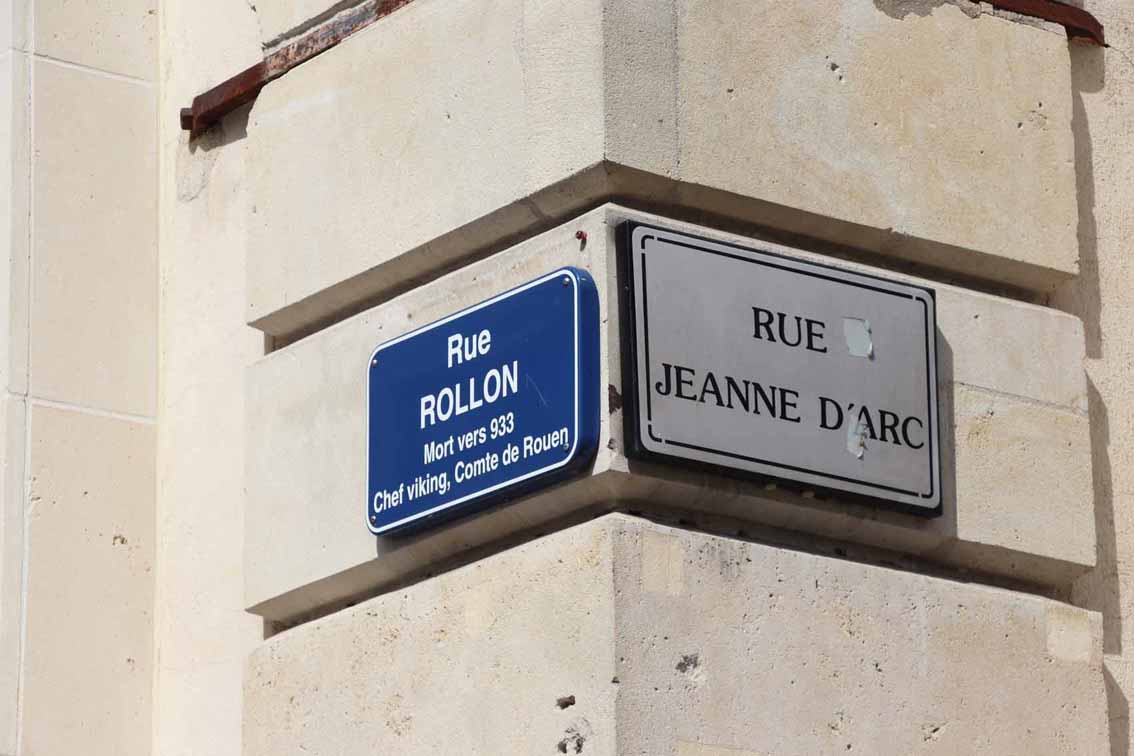 Rue
ROLLON
Mort vers 933
Chef viking, Comte de Rouen
RUE
JEANNE D'ARC